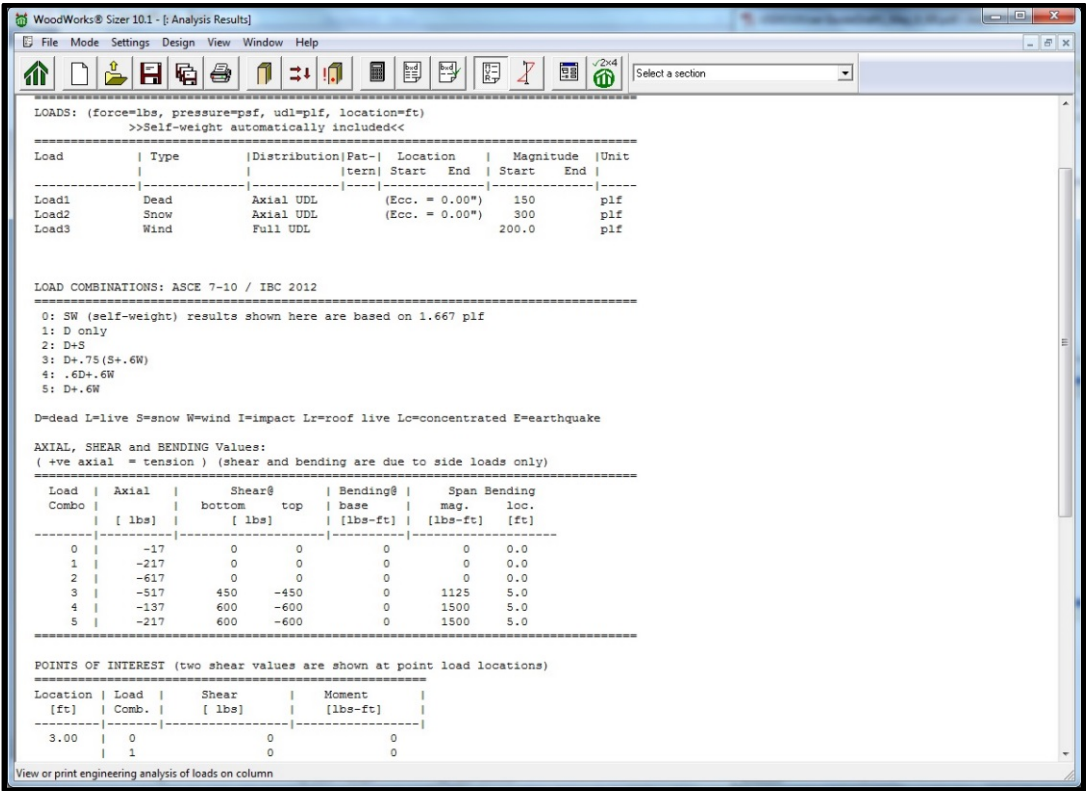 WoodWorks® Sizer 10.1 - [: Analysis Results]
File Mode Settings Design View Window Help
bwd bwd √2x4 Select a section
LOADS: (force=lbs, pressure=psf, udl=plf, location=ft)
>>Self-weight automatically included<<
Load | Type |Distribution|Pat-| Location | Magnitude |Unit
| | |tern| Start End | Start End |
Load1 Dead Axial UDL (Ecc. = 0.00") 150 plf
Load2 Snow Axial UDL (Ecc. = 0.00") 300 plf
Load3 Wind Full UDL 200.0 plf
LOAD COMBINATIONS: ASCE 7-10 / IBC 2012
0: SW (self-weight) results shown here are based on 1.667 plf
1: D only
2: D+S
3: D+.75(S+.6W)
4: .6D+.6W
5: D+.6W
D=dead L=live S=snow W=wind I=impact Lr=roof live Lc=concentrated E=earthquake
AXIAL, SHEAR and BENDING Values:
( +ve axial = tension ) (shear and bending are due to side loads only)
Load | Axial | Shear@ | Bending@ | Span Bending
Combo | | bottom top | base | mag. loc.
| [ lbs] | [ lbs] | [lbs-ft] | [lbs-ft] [ft]
0 | -17 0 0 0 0 0.0
1 | -217 0 0 0 0 0.0
2 | -617 0 0 0 0 0.0
3 | -517 450 -450 0 1125 5.0
4 | -137 600 -600 0 1500 5.0
5 | -217 600 -600 0 1500 5.0
POINTS OF INTEREST (two shear values are shown at point load locations)
Location | Load | Shear | Moment |
[ft] | Comb. | [ lbs] | [lbs-ft] |
3.00 | 0 0 0
| 1 0 0
View or print engineering analysis of loads on column